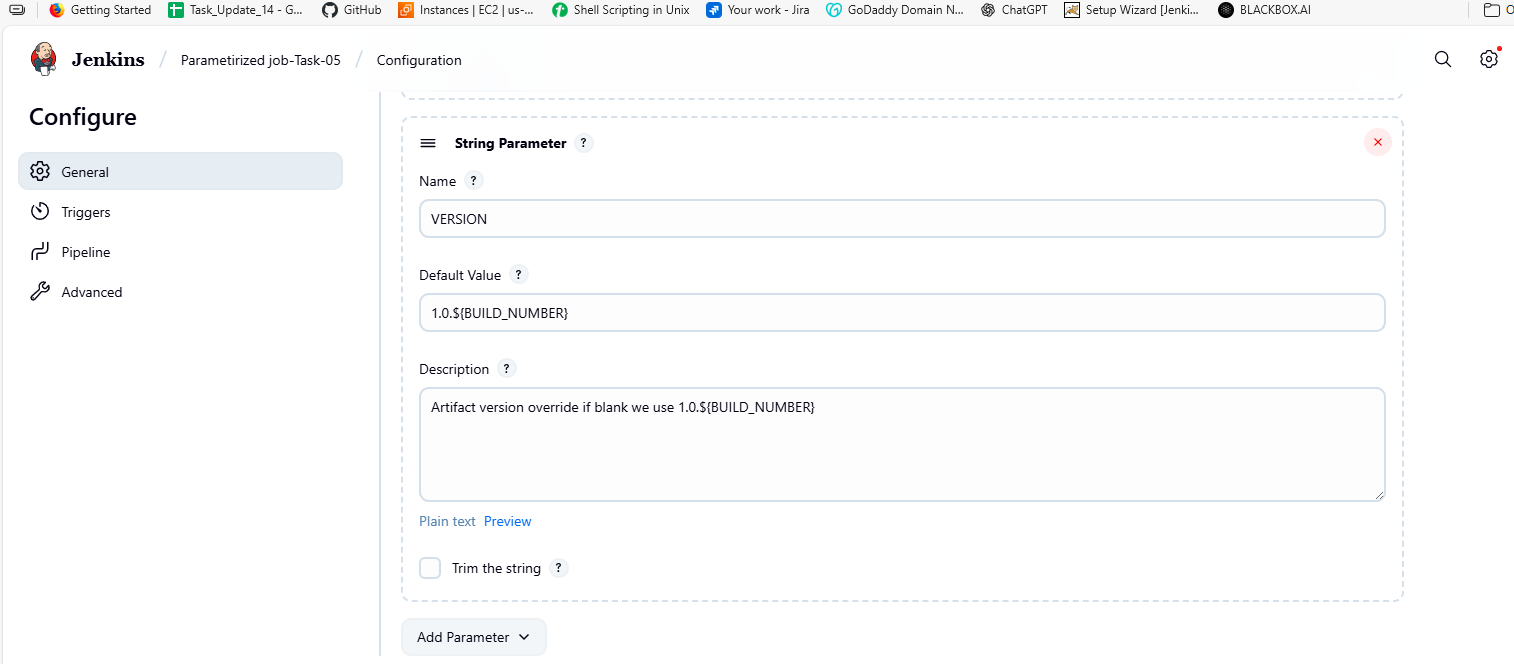 Getting Started Task_Update_14 - G... GitHub Instances | EC2 | us-... Shell Scripting in Unix Your work - Jira GoDaddy Domain N... ChatGPT Setup Wizard [Jenki... BLACKBOX.AI O
Jenkins / Parametirized job-Task-05 / Configuration
Configure
General
Triggers
Pipeline
Advanced
String Parameter ?
Name ?
VERSION
Default Value ?
1.0.${BUILD_NUMBER}
Description ?
Artifact version override if blank we use 1.0.${BUILD_NUMBER}
Plain text Preview
Trim the string ?
Add Parameter